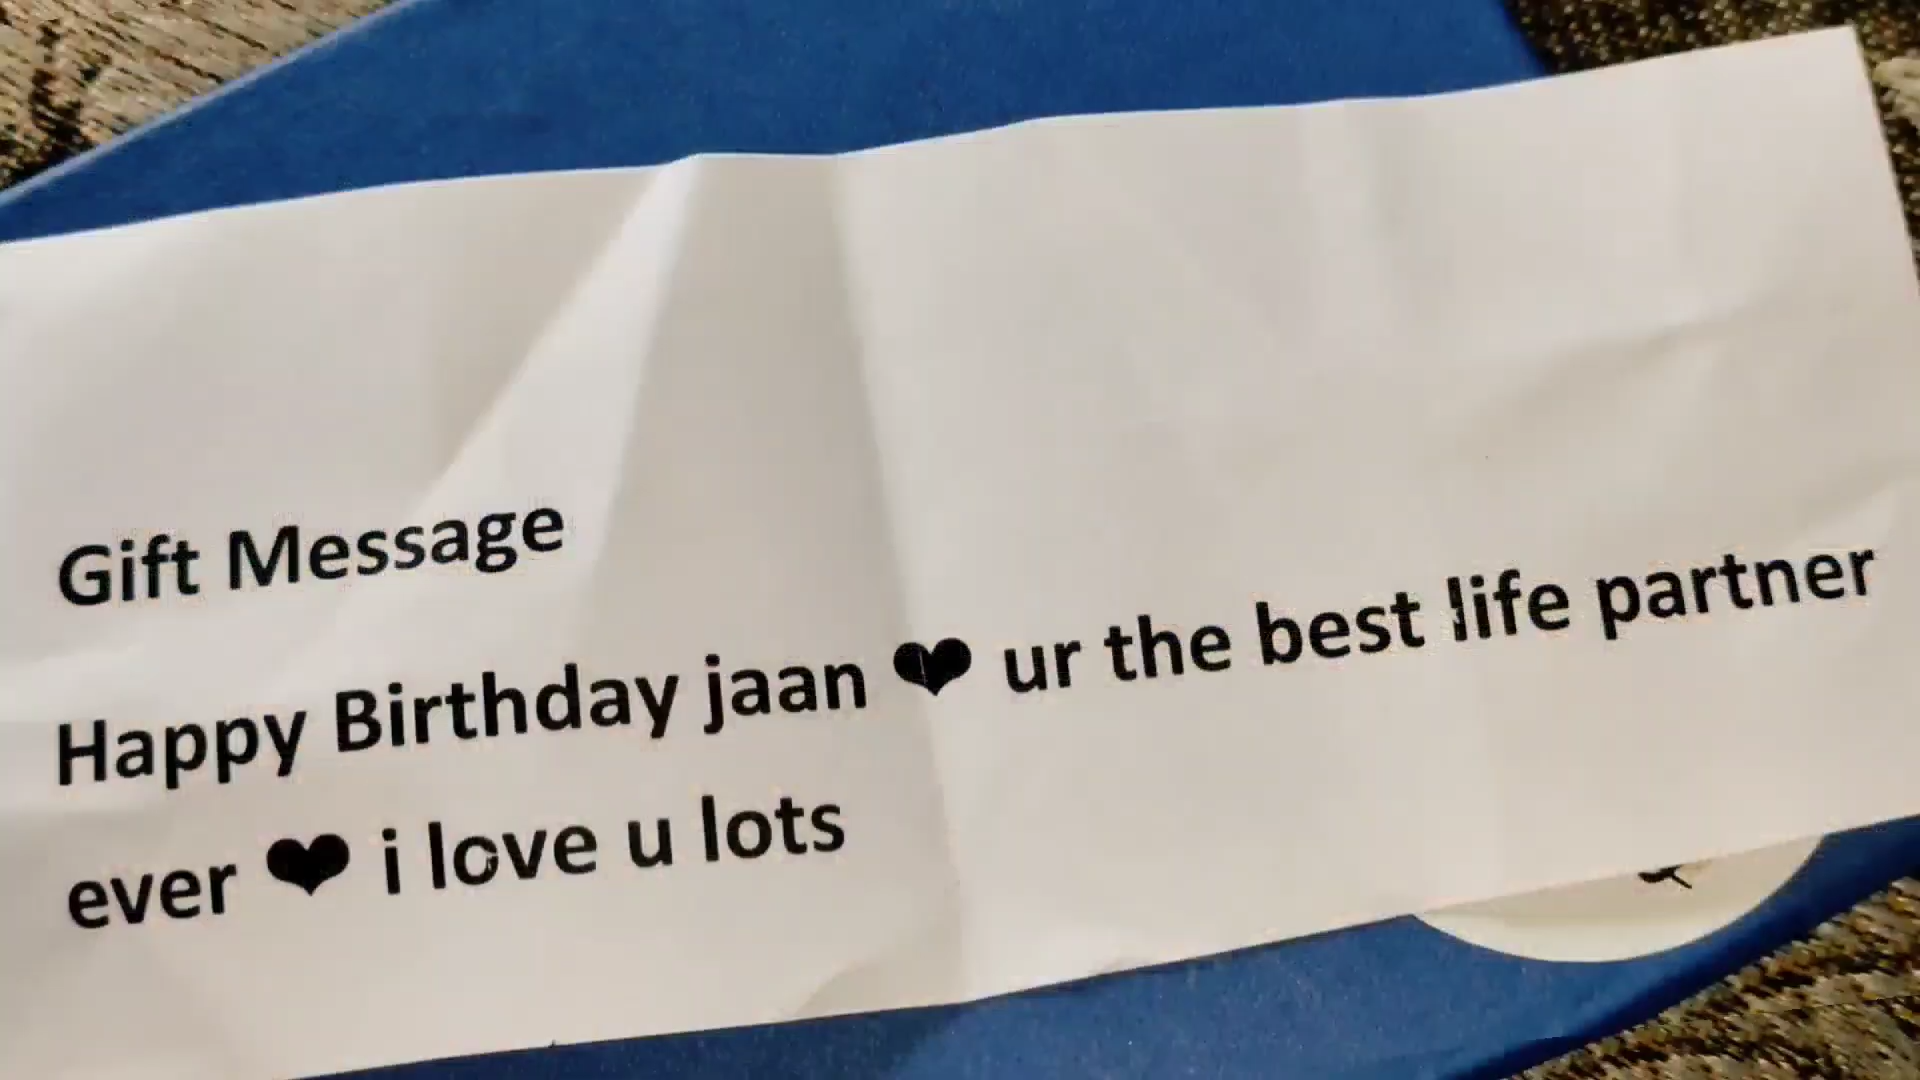 Gift Message
Happy Birthday jaan ❤ ur the best life partner
ever ❤ i love u lots